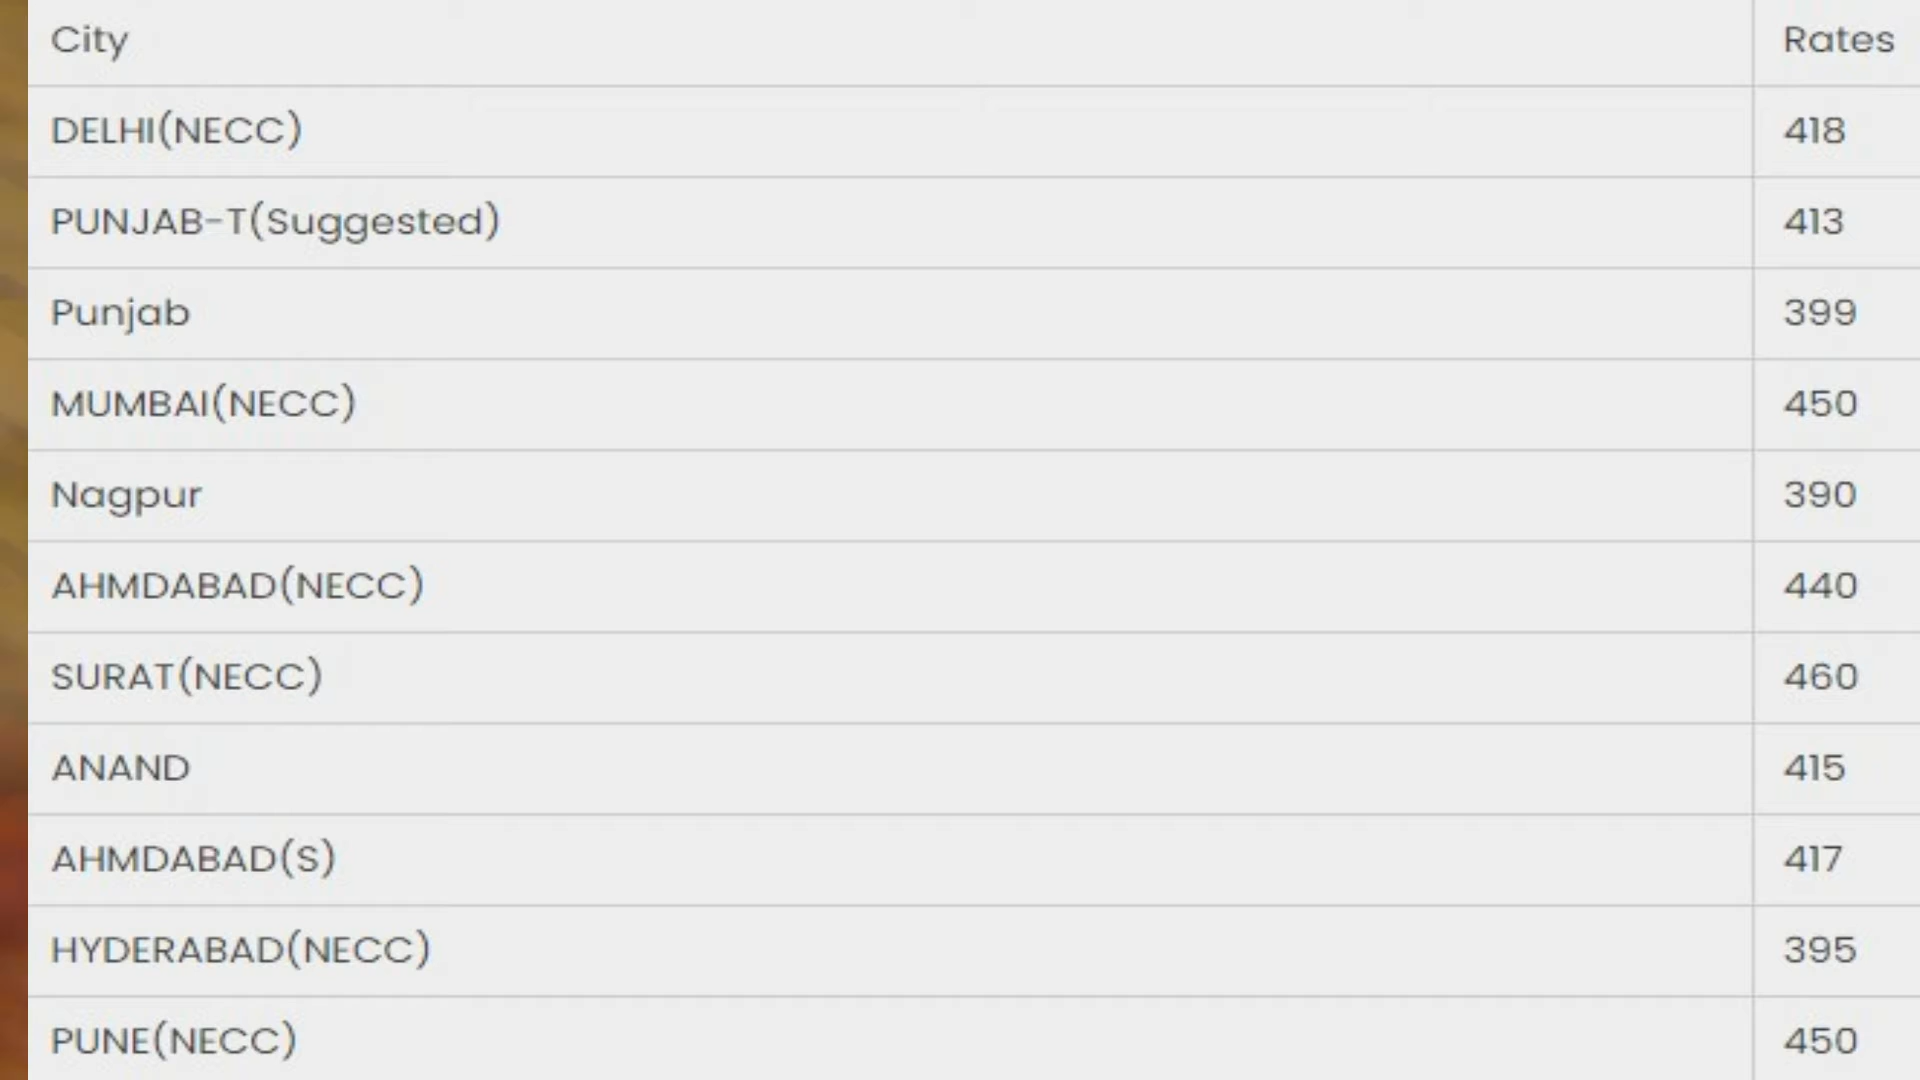 City Rates
DELHI(NECC) 418
PUNJAB-T(Suggested) 413
Punjab 399
MUMBAI(NECC) 450
Nagpur 390
AHMDABAD(NECC) 440
SURAT(NECC) 460
ANAND 415
AHMDABAD(S) 417
HYDERABAD(NECC) 395
PUNE(NECC) 450